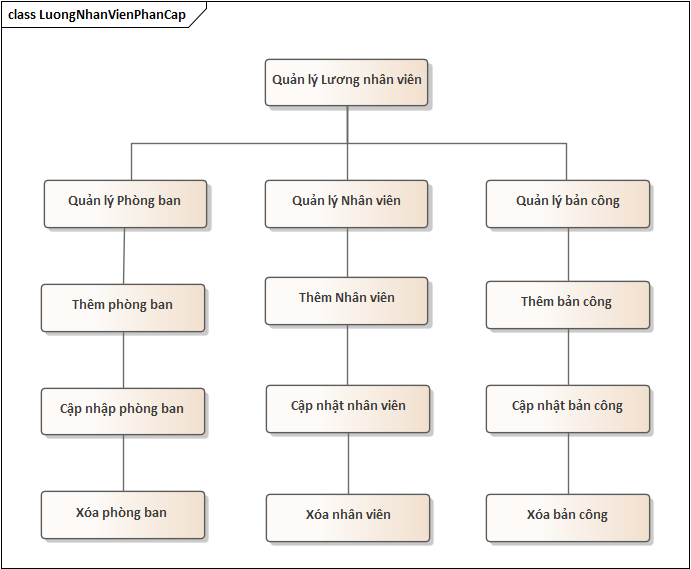 class LuongNhanVienPhanCap
Quản lý Lương nhân viên
Quản lý Phòng ban
Quản lý Nhân viên
Quản lý bản công
Thêm phòng ban
Thêm Nhân viên
Thêm bản công
Cập nhập phòng ban
Cập nhật nhân viên
Cập nhật bản công
Xóa phòng ban
Xóa nhân viên
Xóa bản công